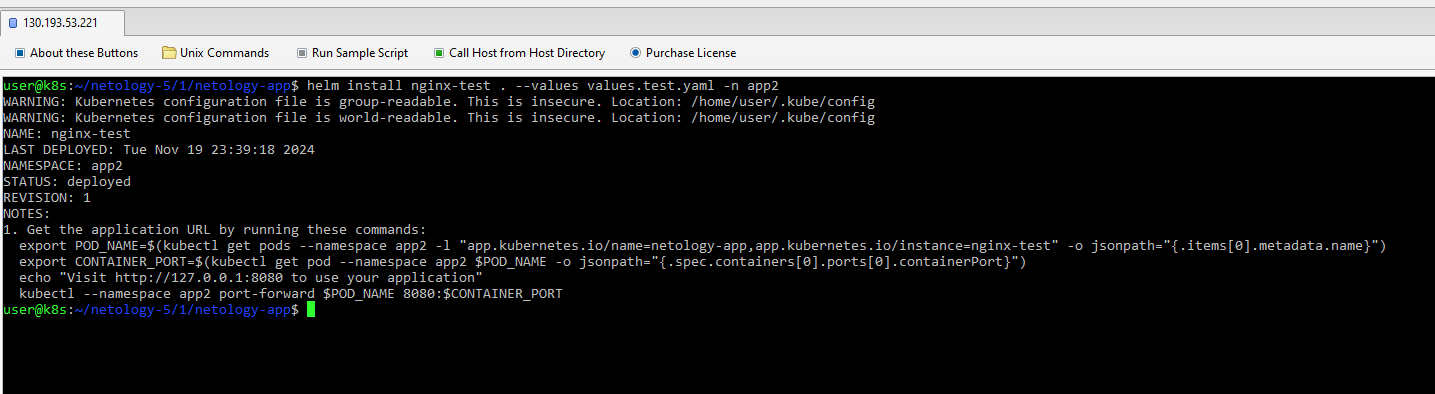 130.193.53.221
About these Buttons Unix Commands Run Sample Script Call Host from Host Directory Purchase License
user@k8s:~/netology-5/1/netology-app$ helm install nginx-test . --values values.test.yaml -n app2
WARNING: Kubernetes configuration file is group-readable. This is insecure. Location: /home/user/.kube/config
WARNING: Kubernetes configuration file is world-readable. This is insecure. Location: /home/user/.kube/config
NAME: nginx-test
LAST DEPLOYED: Tue Nov 19 23:39:18 2024
NAMESPACE: app2
STATUS: deployed
REVISION: 1
NOTES:
1. Get the application URL by running these commands:
  export POD_NAME=$(kubectl get pods --namespace app2 -l "app.kubernetes.io/name=netology-app,app.kubernetes.io/instance=nginx-test" -o jsonpath="{.items[0].metadata.name}")
  export CONTAINER_PORT=$(kubectl get pod --namespace app2 $POD_NAME -o jsonpath="{.spec.containers[0].ports[0].containerPort}")
  echo "Visit http://127.0.0.1:8080 to use your application"
  kubectl --namespace app2 port-forward $POD_NAME 8080:$CONTAINER_PORT
user@k8s:~/netology-5/1/netology-app$